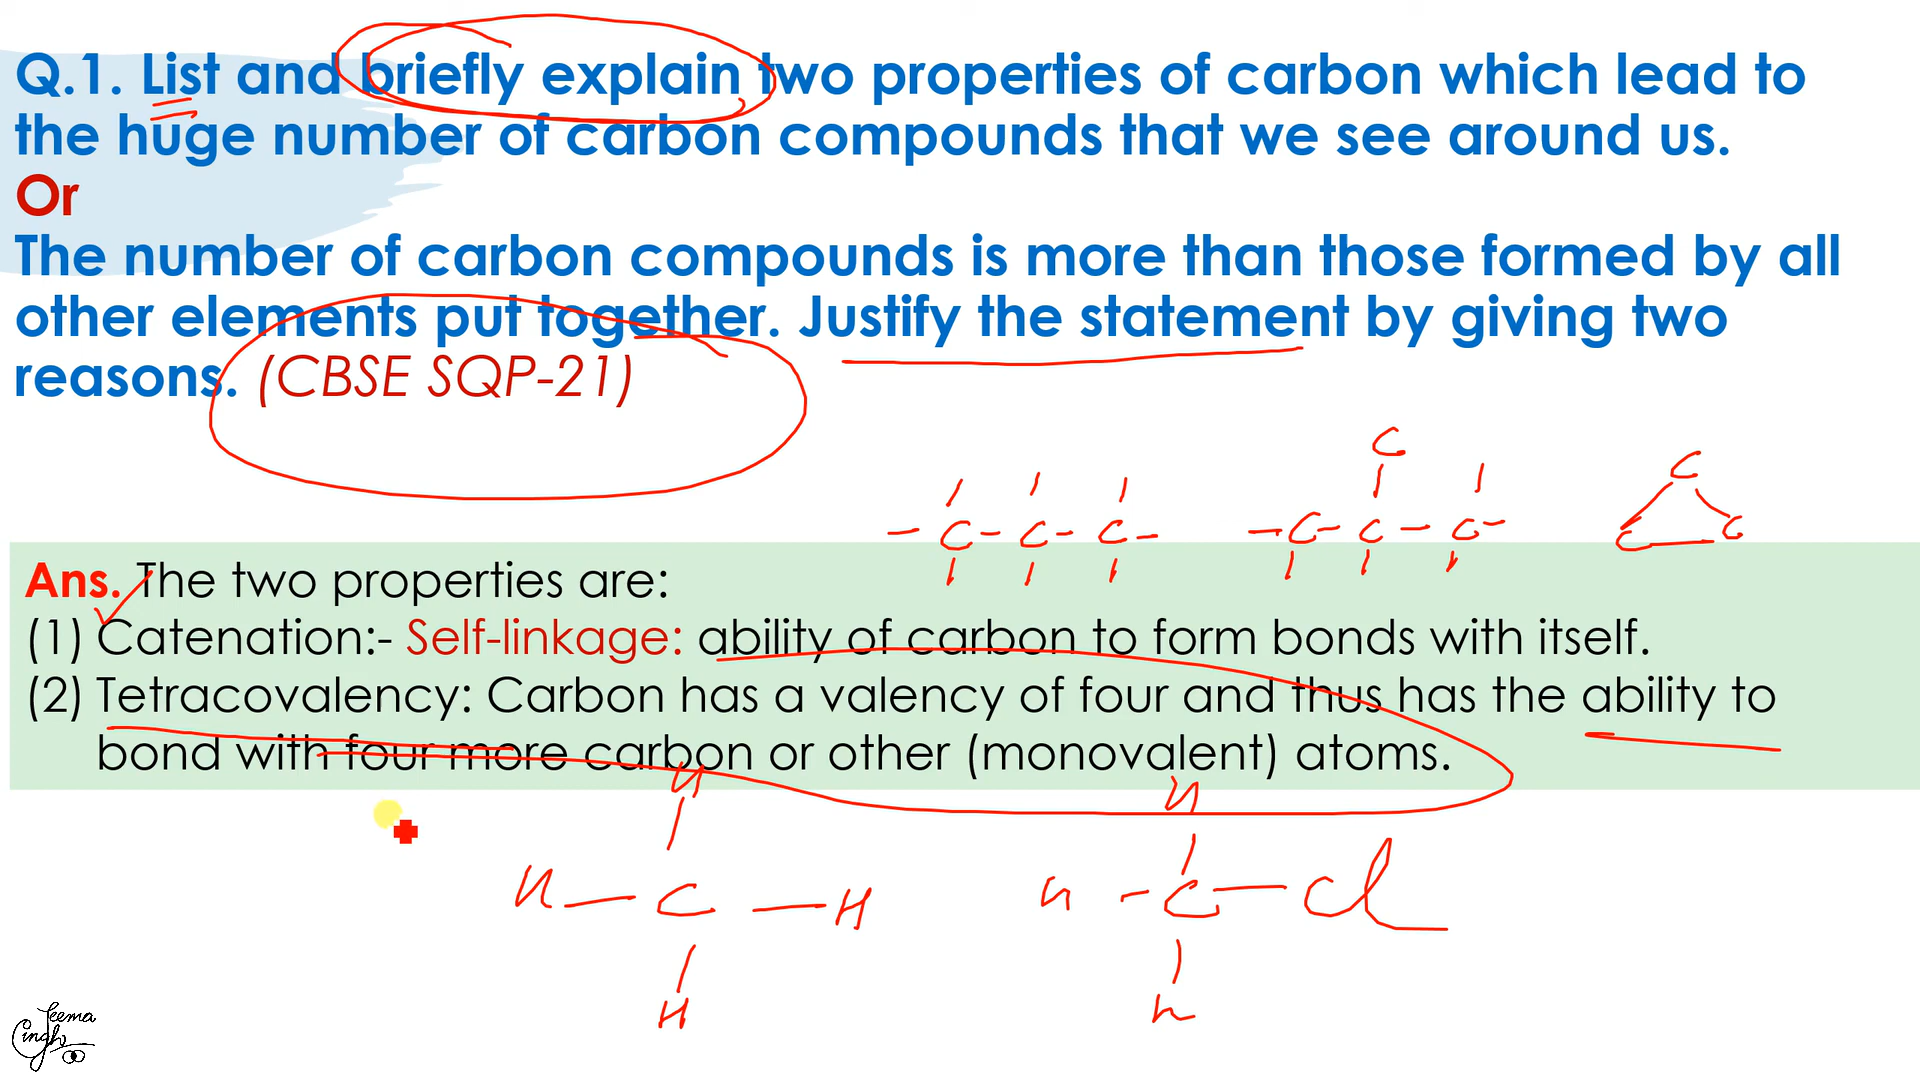 Q.1. List and briefly explain two properties of carbon which lead to
the huge number of carbon compounds that we see around us.
Or
The number of carbon compounds is more than those formed by all
other elements put together. Justify the statement by giving two
reasons. (CBSE SQP-21)
C
C
- C - C - C -
- C - C - C -
C C
Ans. The two properties are:
(1) Catenation:- Self-linkage: ability of carbon to form bonds with itself.
(2) Tetracovalency: Carbon has a valency of four and thus has the ability to
bond with four more carbon or other (monovalent) atoms.
H
H
H — C — H
H - C — Cl
H
H
Seema
Singh